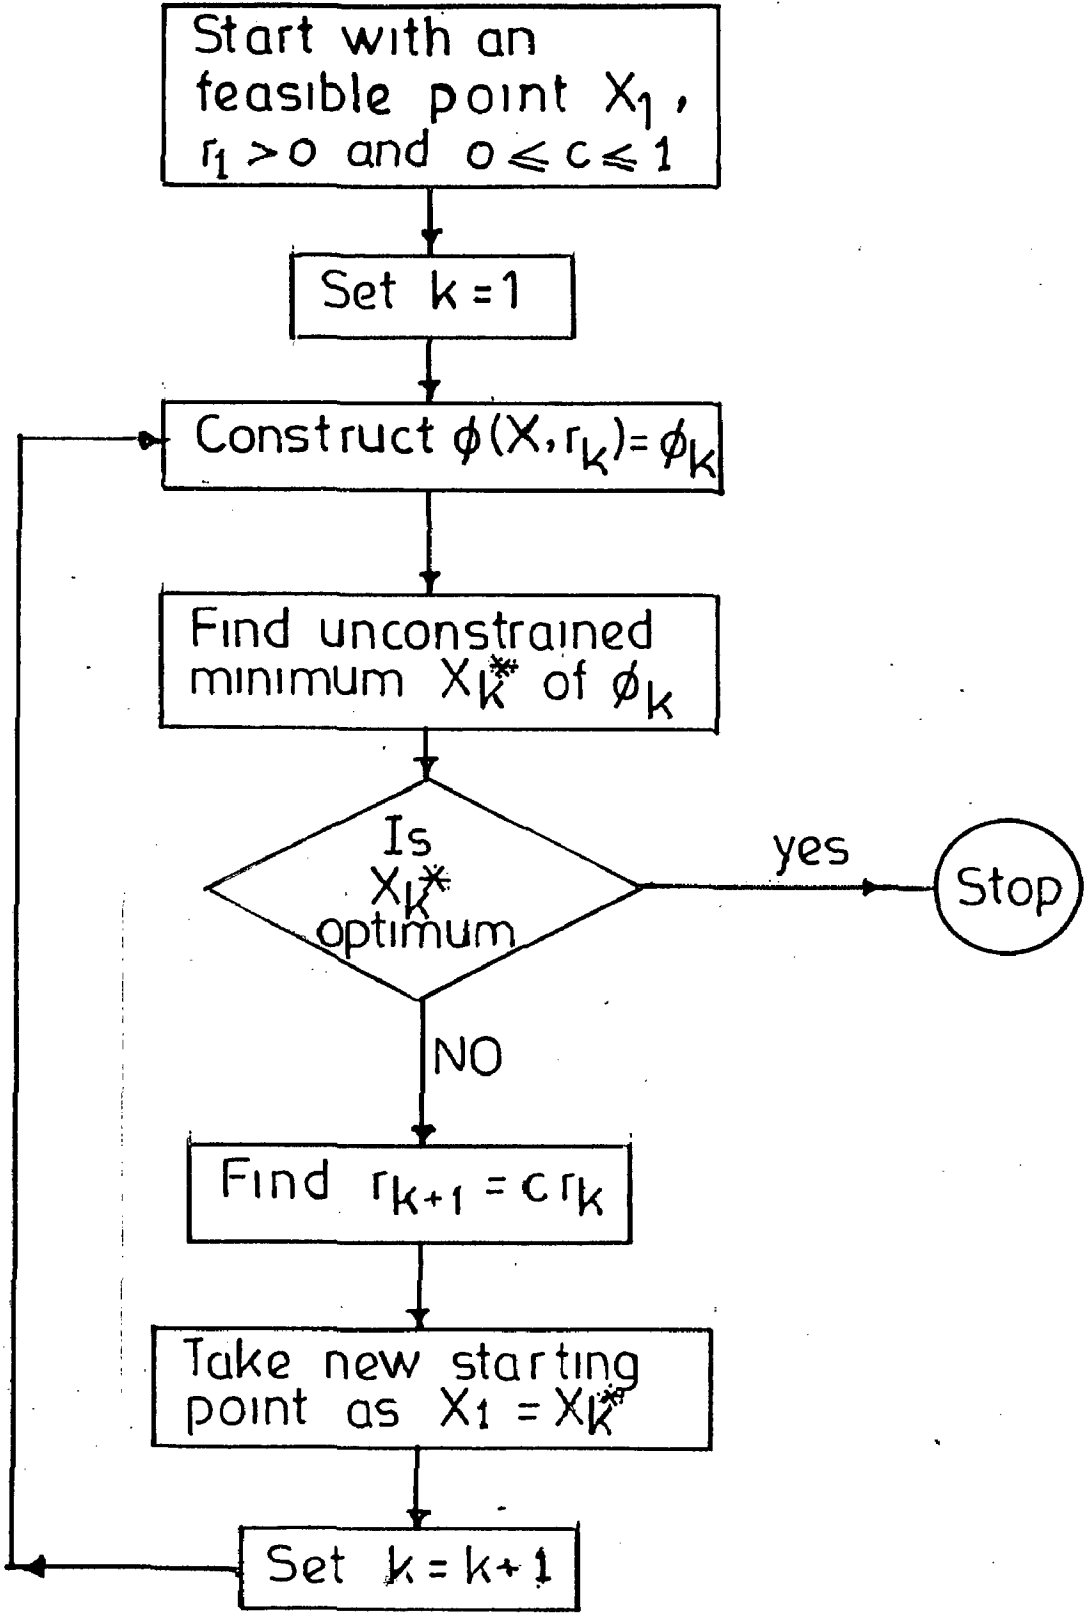 Start with an
feasible point X₁,
r₁ > 0 and 0 ⩽ c ⩽ 1
Set k = 1
Construct ϕ(X, rₖ) = ϕₖ
Find unconstrained
minimum Xₖ* of ϕₖ
Is
Xₖ*
optimum
yes
Stop
NO
Find rₖ₊₁ = c rₖ
Take new starting
point as X₁ = Xₖ*
Set k = k+1